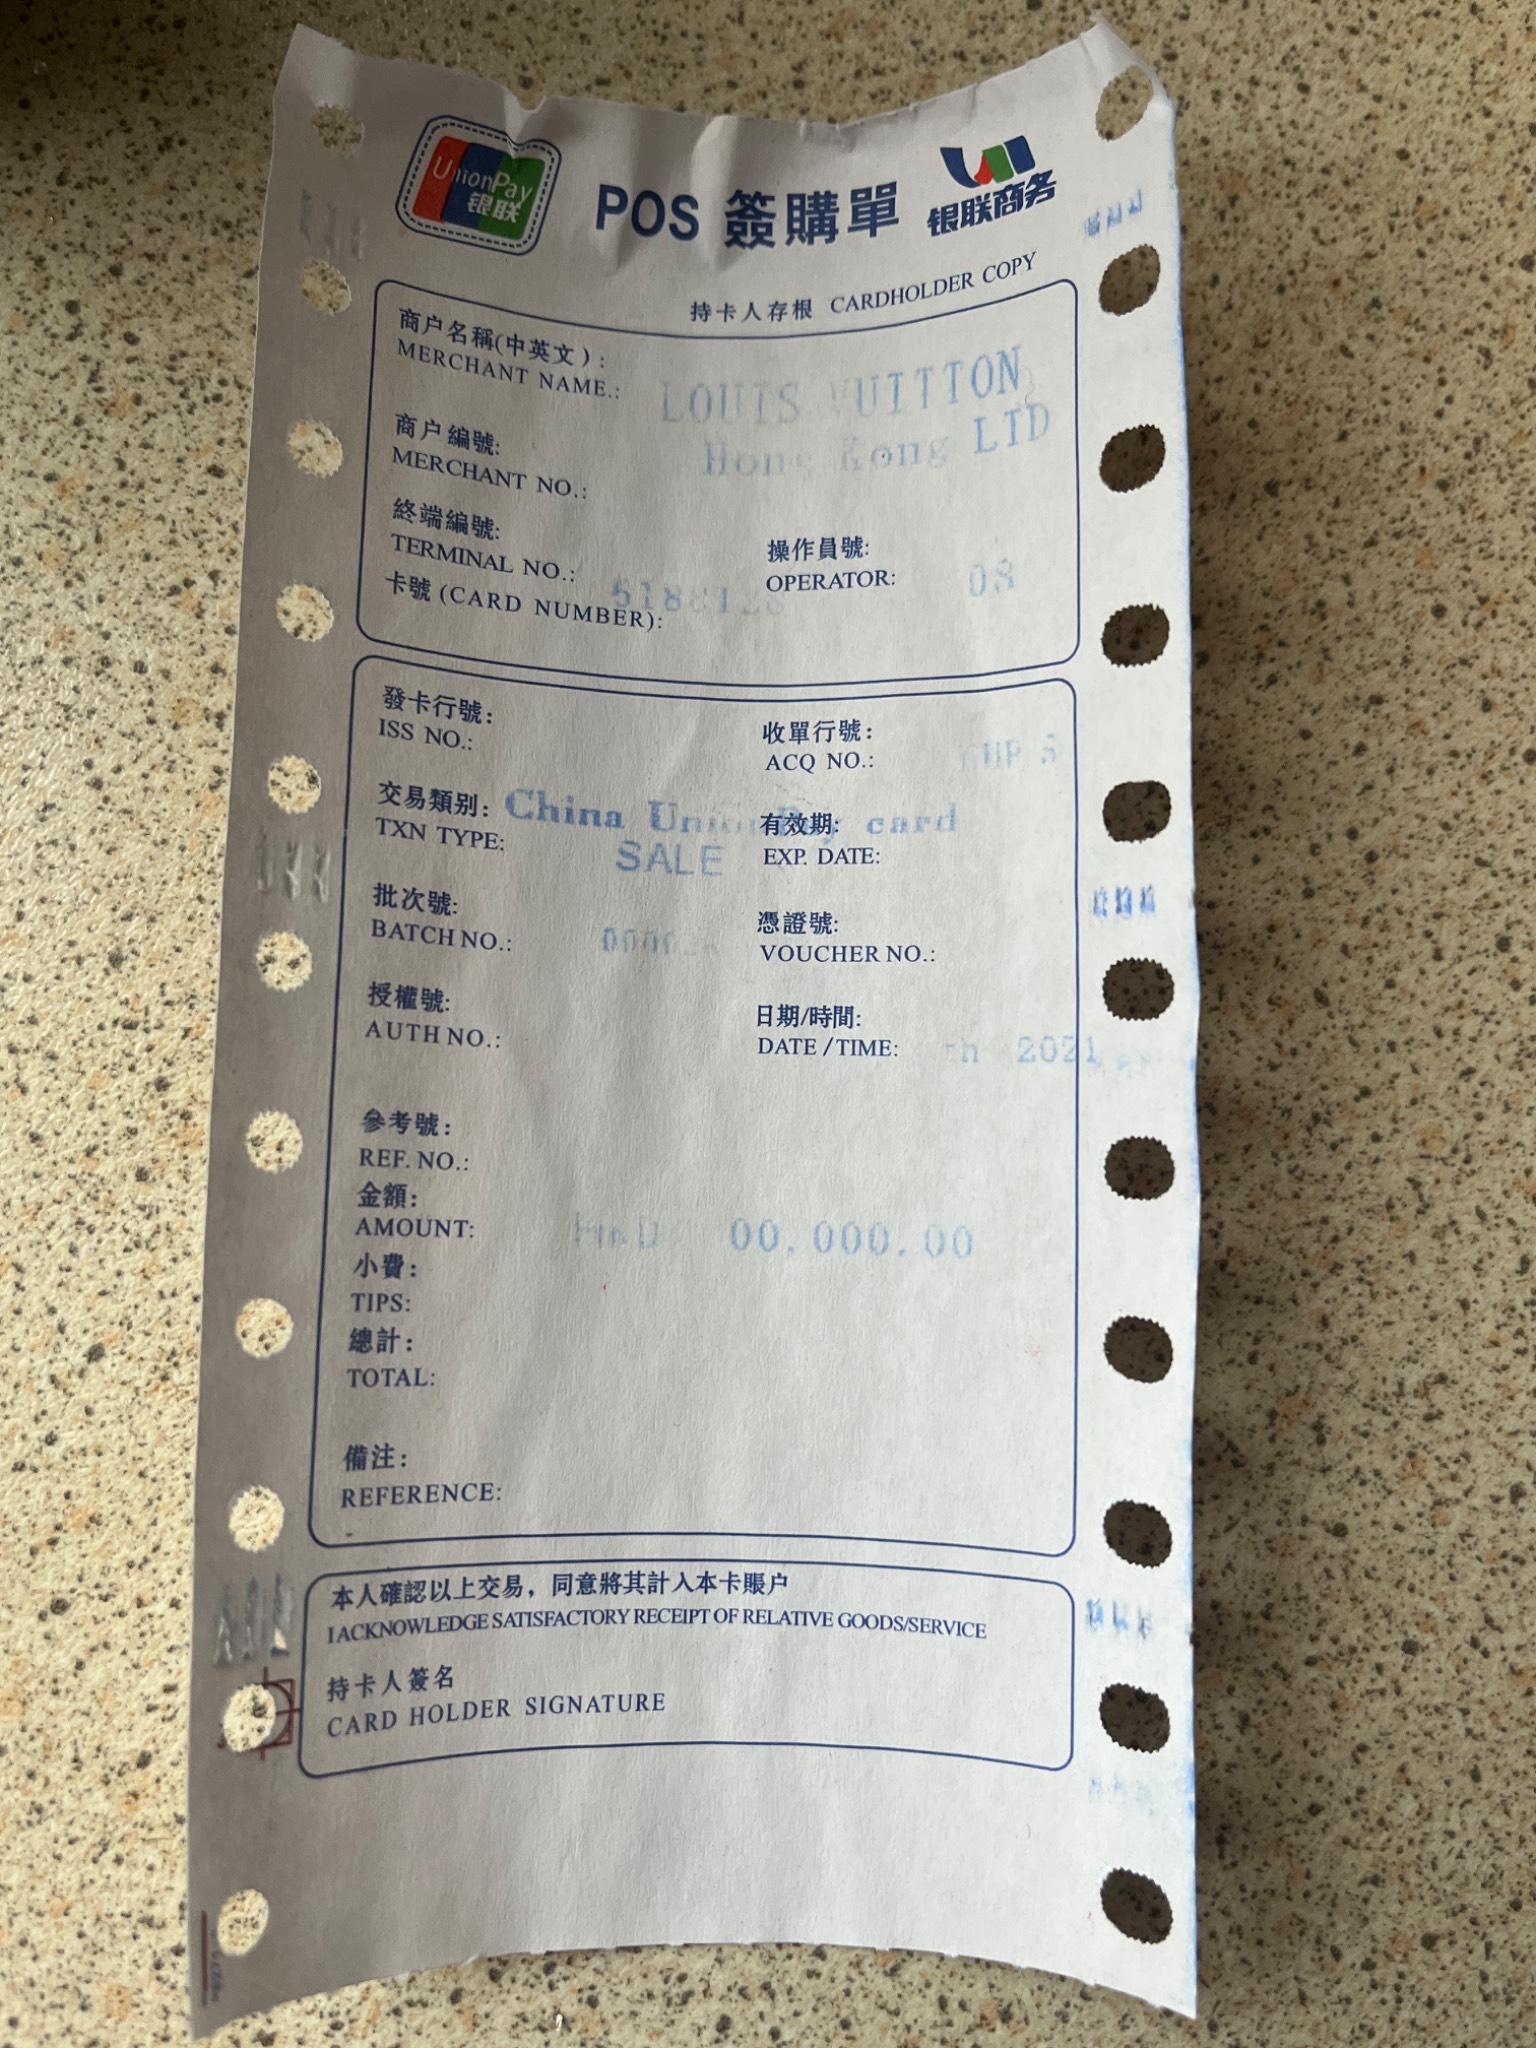 UnionPay
银联
POS 簽購單
银联商务
持卡人存根 CARDHOLDER COPY
商户名稱(中英文):
MERCHANT NAME.:
LOUIS VUITTON
商户編號:
Hong Kong LTD
MERCHANT NO.:
終端編號:
操作員號:
TERMINAL NO.:
OPERATOR: 08
卡號 (CARD NUMBER):
發卡行號:
收單行號:
ISS NO.:
ACQ NO.:
交易類别: China UnionPay card
有效期:
TXN TYPE: SALE
EXP. DATE:
批次號:
憑證號:
BATCH NO.:
VOUCHER NO.:
授權號:
日期/時間:
AUTH NO.:
DATE/TIME: 2021
參考號:
REF. NO.:
金額:
AMOUNT: HKD 00,000.00
小費:
TIPS:
總計:
TOTAL:
備注:
REFERENCE:
本人確認以上交易，同意將其計入本卡賬户
I ACKNOWLEDGE SATISFACTORY RECEIPT OF RELATIVE GOODS/SERVICE
持卡人簽名
CARD HOLDER SIGNATURE